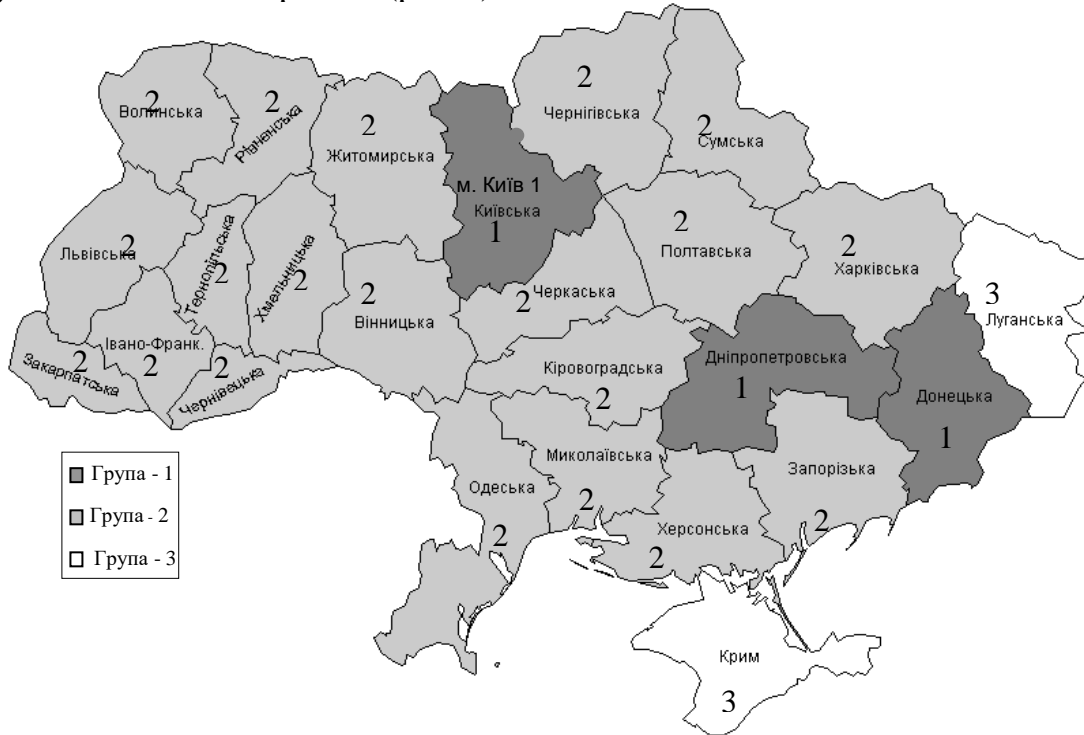 2
Волинська
2
Рівненська
2
Житомирська
м. Київ 1
Київська
1
2
Чернігівська
2
Сумська
2
Львівська
Тернопільська
2
Хмельницька
2
2
Вінницька
2
Черкаська
2
Полтавська
2
Харківська
3
Луганська
Закарпатська
2
Івано-Франк.
2
2
Чернівецька
Кіровоградська
2
Дніпропетровська
1
Донецька
1
Одеська
2
Миколаївська
2
Херсонська
2
Запорізька
2
Крим
3
Група - 1
Група - 2
Група - 3